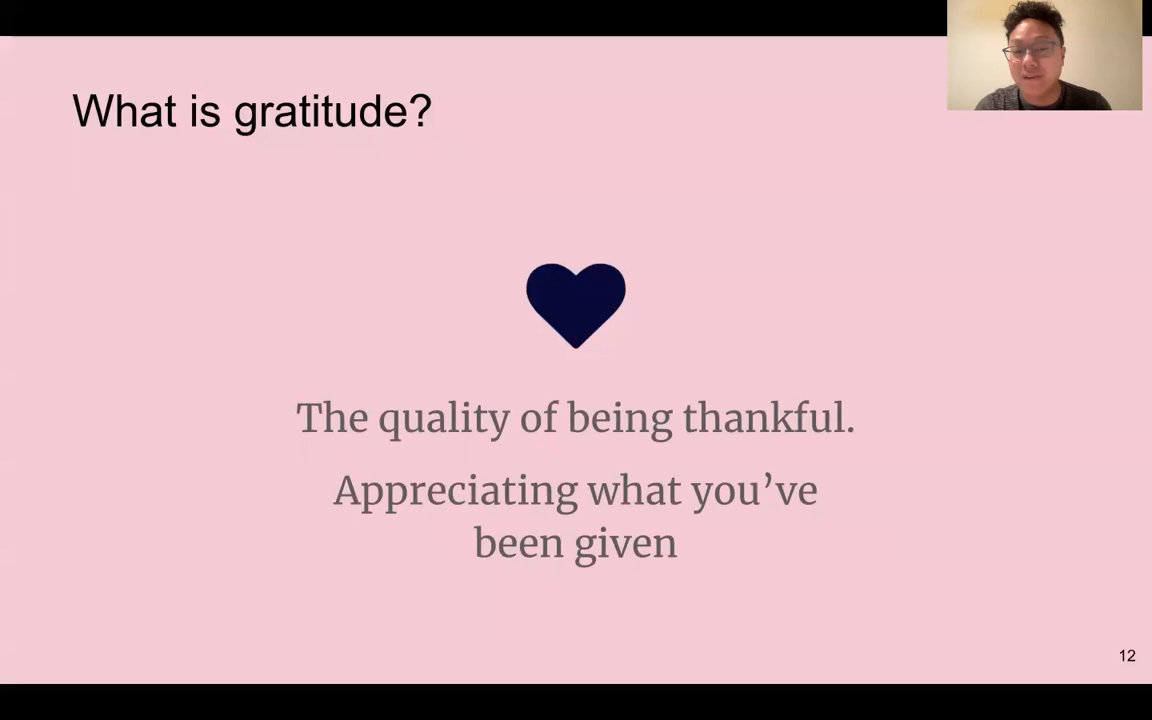 What is gratitude?
The quality of being thankful.
Appreciating what you’ve
been given
12